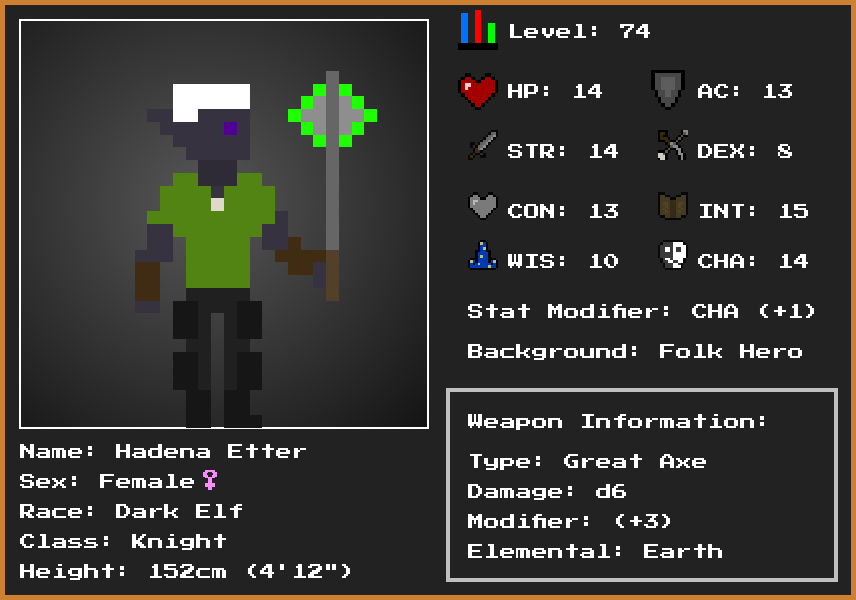 Level: 74
HP: 14
AC: 13
STR: 14
DEX: 8
CON: 13
INT: 15
WIS: 10
CHA: 14
Stat Modifier: CHA (+1)
Background: Folk Hero
Weapon Information:
Type: Great Axe
Damage: d6
Modifier: (+3)
Elemental: Earth
Name: Hadena Etter
Sex: Female♀
Race: Dark Elf
Class: Knight
Height: 152cm (4'12")